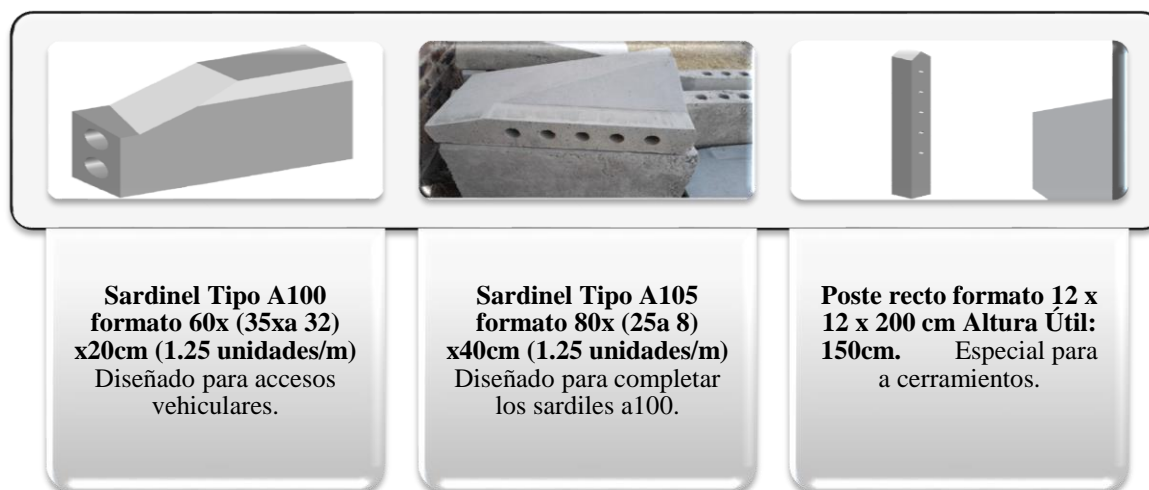 Sardinel Tipo A100
formato 60x (35xa 32)
x20cm (1.25 unidades/m)
Diseñado para accesos
vehiculares.
Sardinel Tipo A105
formato 80x (25a 8)
x40cm (1.25 unidades/m)
Diseñado para completar
los sardiles a100.
Poste recto formato 12 x
12 x 200 cm Altura Útil:
150cm. Especial para
a cerramientos.